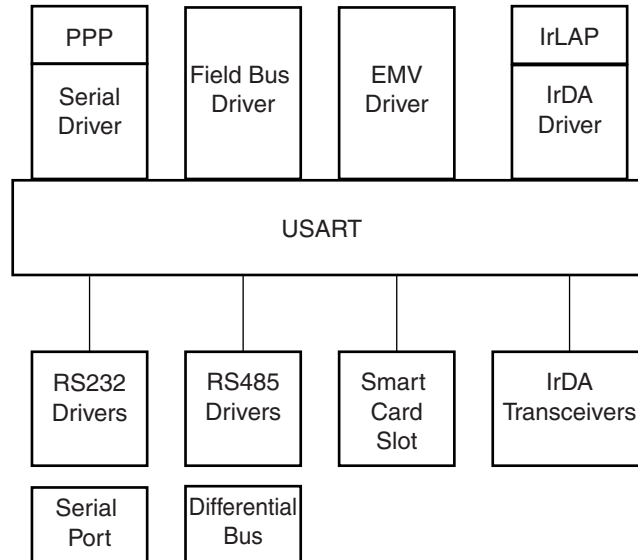 PPP
Serial
Driver
Field Bus
Driver
EMV
Driver
IrLAP
IrDA
Driver
USART
RS232
Drivers
RS485
Drivers
Smart
Card
Slot
IrDA
Transceivers
Serial
Port
Differential
Bus